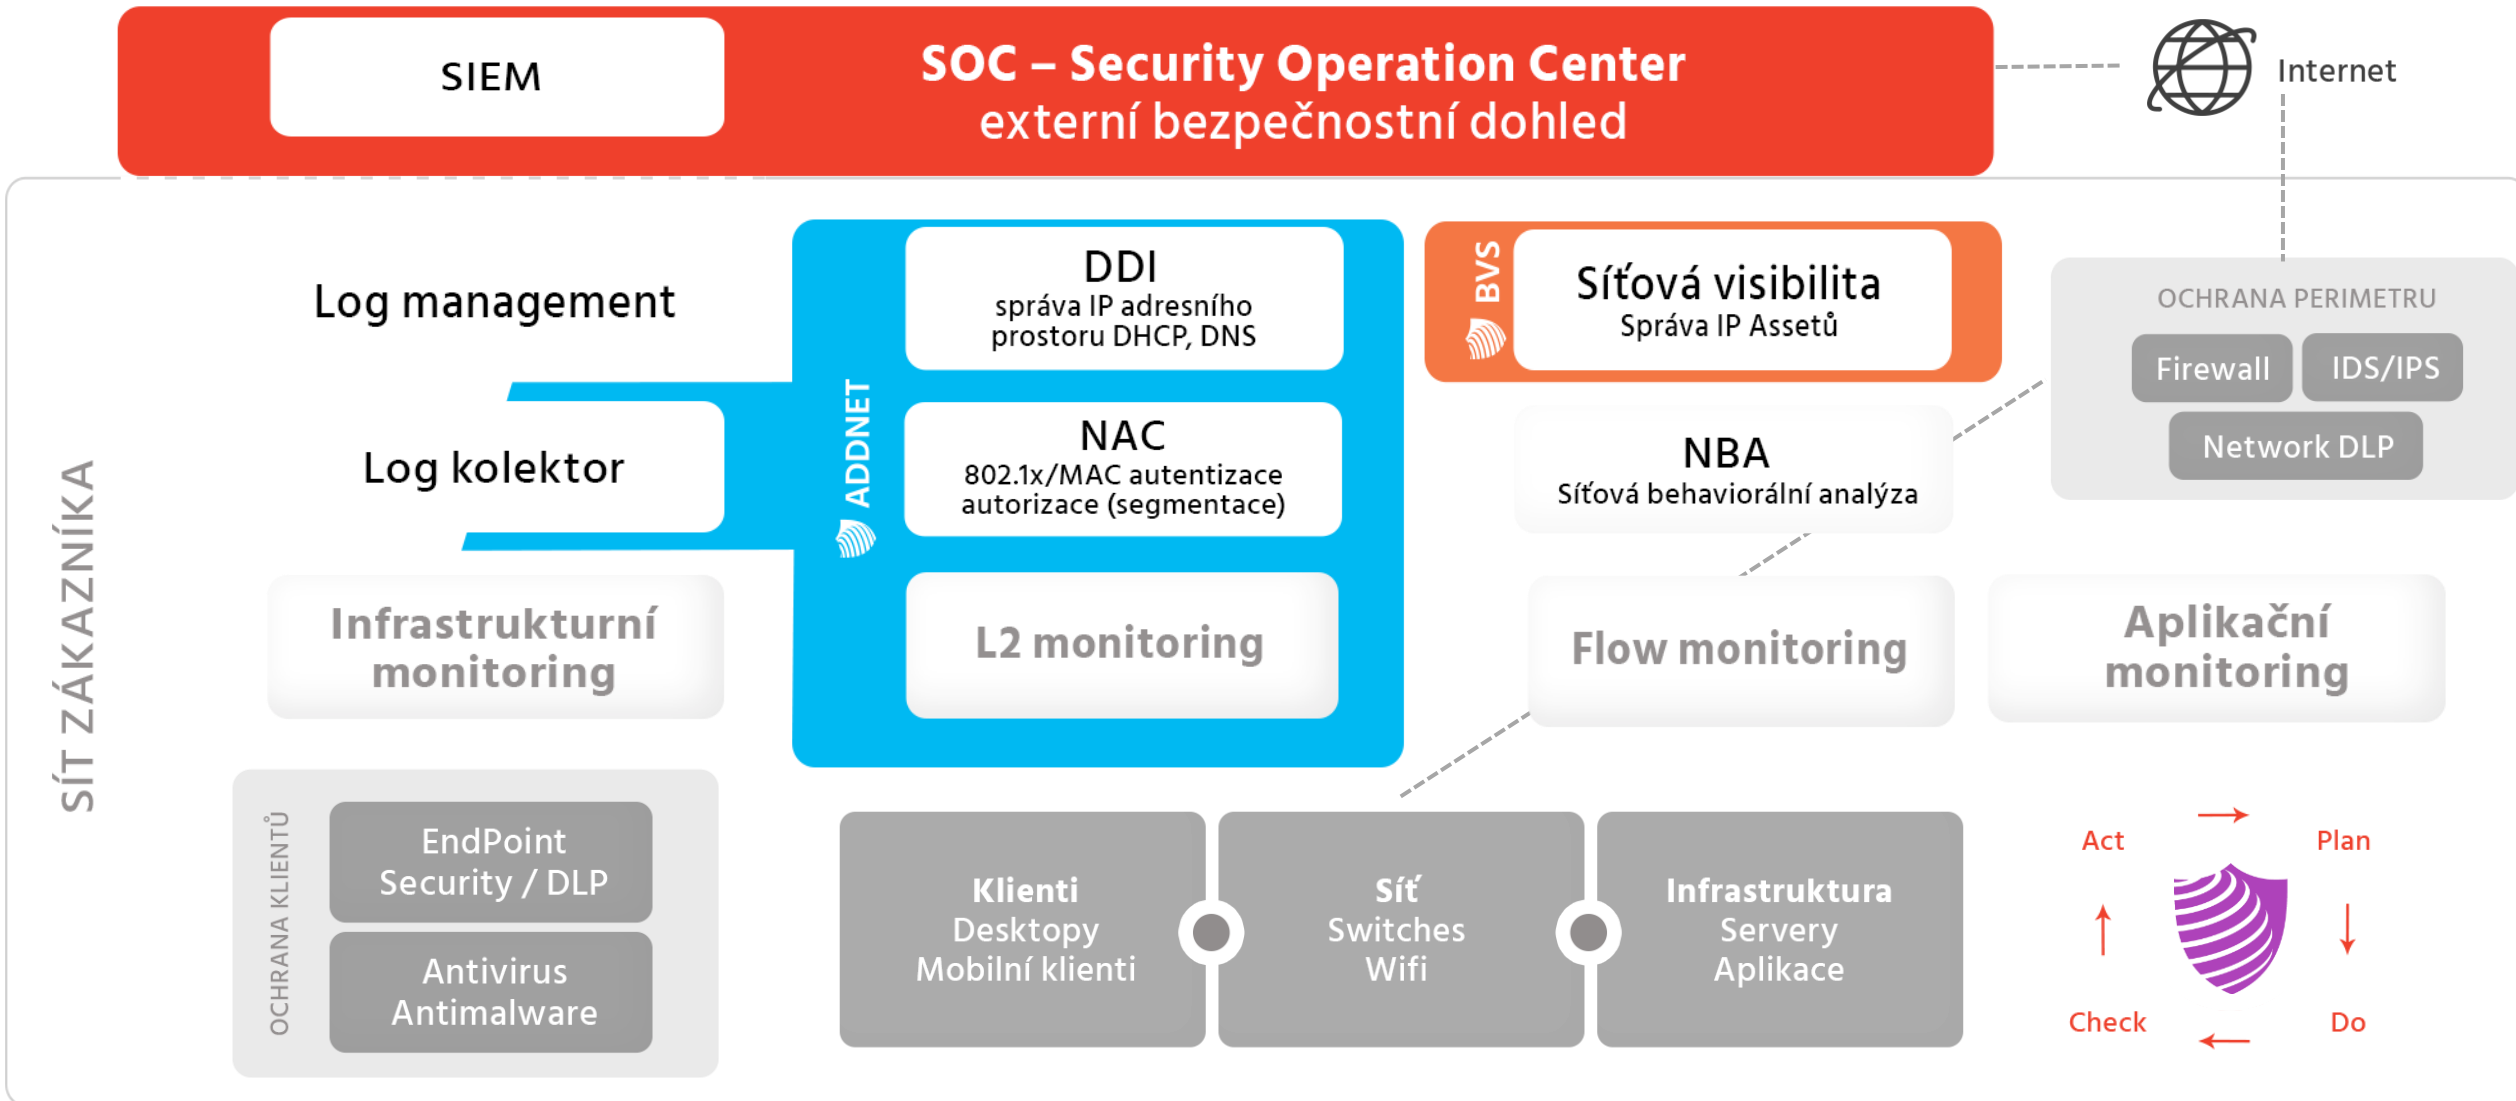 SIEM
SOC – Security Operation Center
externí bezpečnostní dohled
Internet
SÍT ZÁKAZNÍKA
Log management
Log kolektor
ADDNET
DDI
správa IP adresního
prostoru DHCP, DNS
NAC
802.1x/MAC autentizace
autorizace (segmentace)
L2 monitoring
BVS
Síťová visibilita
Správa IP Assetů
NBA
Síťová behaviorální analýza
OCHRANA PERIMETRU
Firewall
IDS/IPS
Network DLP
Infrastrukturní
monitoring
Flow monitoring
Aplikační
monitoring
OCHRANA KLIENTŮ
EndPoint
Security / DLP
Antivirus
Antimalware
Klienti
Desktopy
Mobilní klienti
Síť
Switches
Wifi
Infrastruktura
Servery
Aplikace
Act
Plan
Check
Do